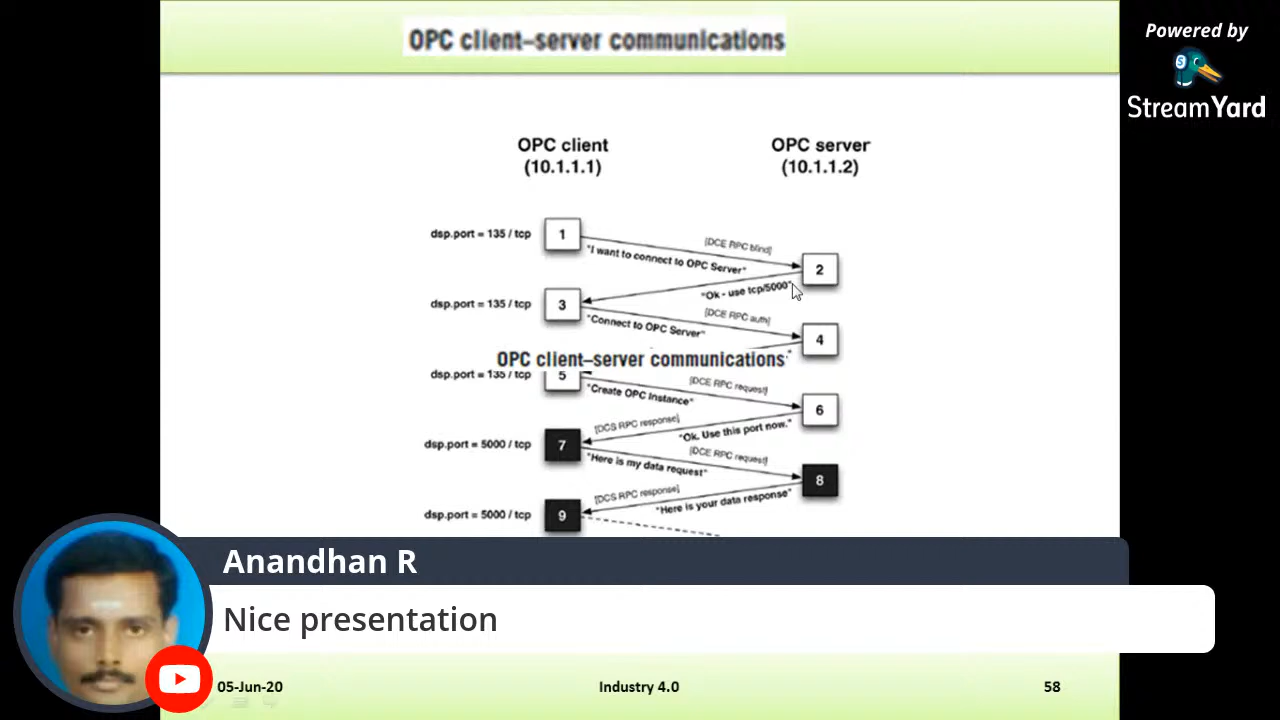 OPC client–server communications
Powered by
StreamYard
OPC client
(10.1.1.1)
OPC server
(10.1.1.2)
dsp.port = 135 / tcp
1
[DCE RPC blind]
"I want to connect to OPC Server"
2
"Ok - use tcp/5000"
dsp.port = 135 / tcp
3
[DCE RPC auth]
"Connect to OPC Server"
4
OPC client–server communications
dsp.port = 135 / tcp
5
[DCE RPC request]
"Create OPC Instance"
6
[DCS RPC response]
"Ok. Use this port now."
dsp.port = 5000 / tcp
7
[DCE RPC request]
"Here is my data request"
8
[DCS RPC response]
"Here is your data response"
dsp.port = 5000 / tcp
9
Anandhan R
Nice presentation
05-Jun-20
Industry 4.0
58